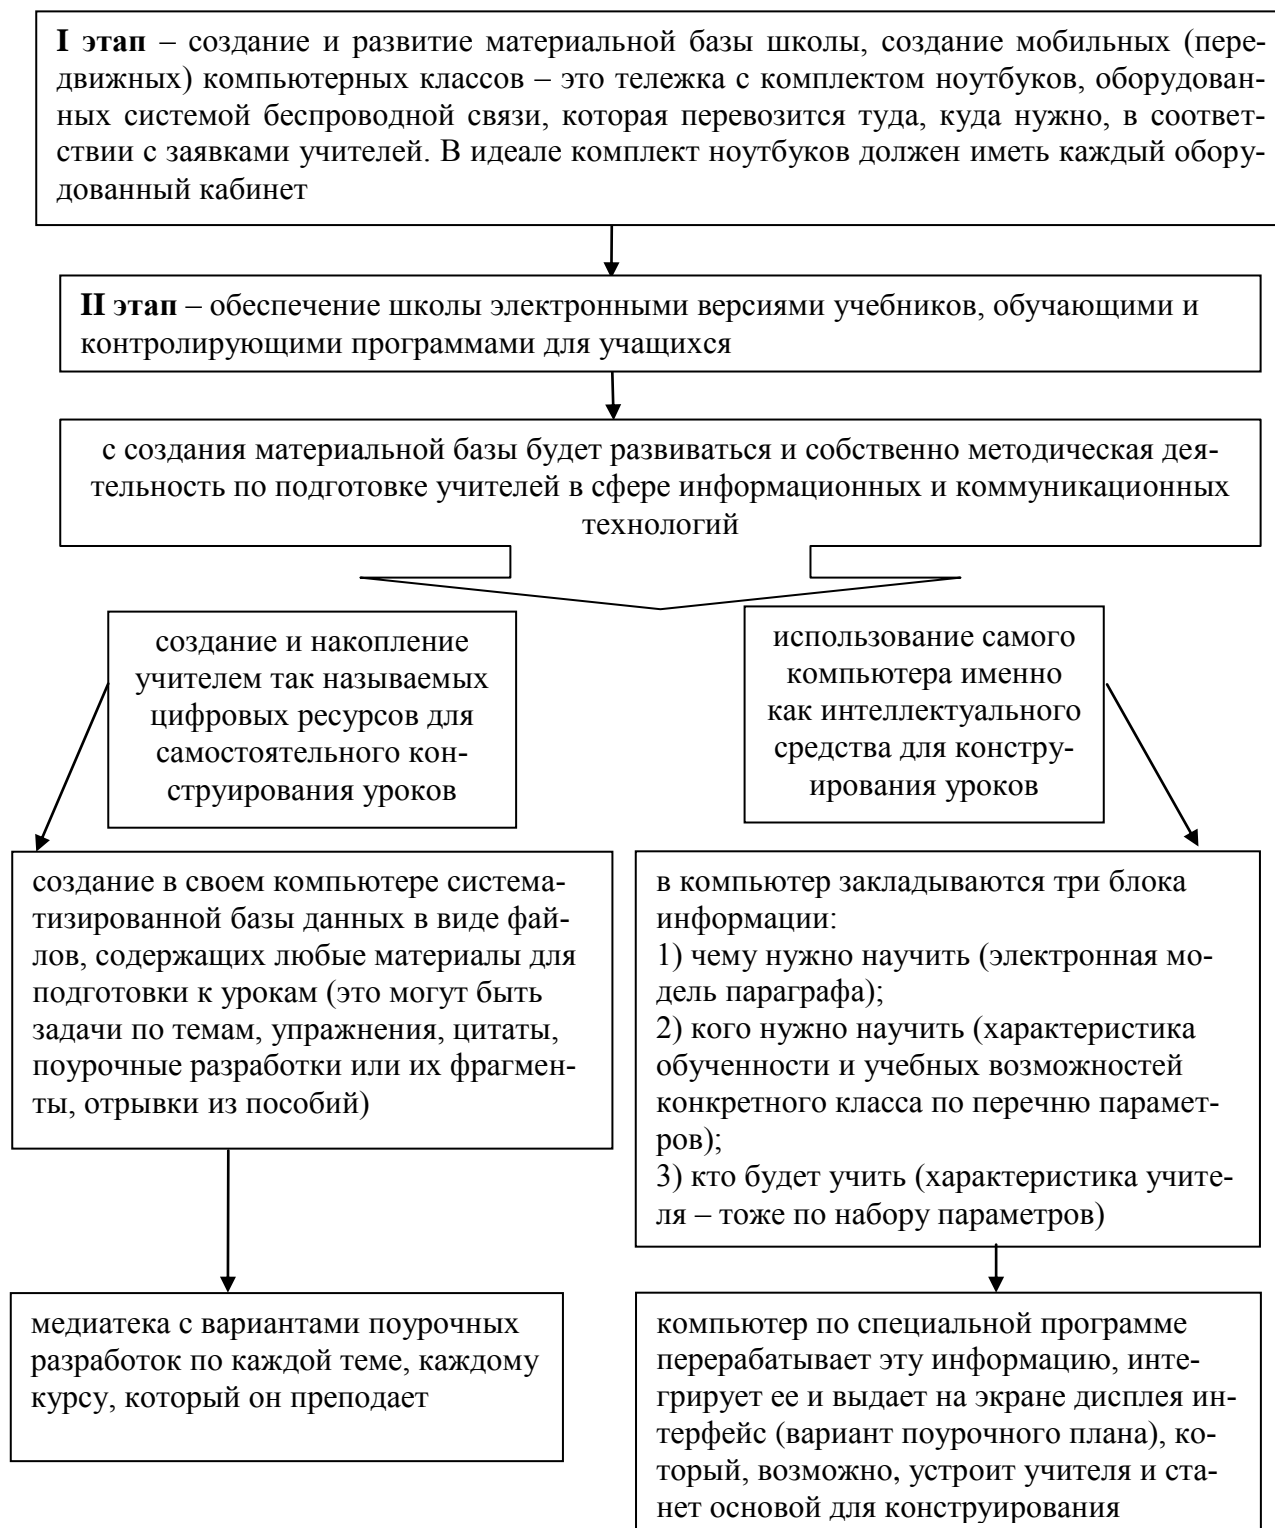 I этап – создание и развитие материальной базы школы, создание мобильных (пере-
движных) компьютерных классов – это тележка с комплектом ноутбуков, оборудован-
ных системой беспроводной связи, которая перевозится туда, куда нужно, в соответ-
ствии с заявками учителей. В идеале комплект ноутбуков должен иметь каждый обору-
дованный кабинет
II этап – обеспечение школы электронными версиями учебников, обучающими и
контролирующими программами для учащихся
с создания материальной базы будет развиваться и собственно методическая дея-
тельность по подготовке учителей в сфере информационных и коммуникационных
технологий
создание и накопление
учителем так называемых
цифровых ресурсов для
самостоятельного кон-
струирования уроков
использование самого
компьютера именно
как интеллектуального
средства для констру-
ирования уроков
создание в своем компьютере система-
тизированной базы данных в виде фай-
лов, содержащих любые материалы для
подготовки к урокам (это могут быть
задачи по темам, упражнения, цитаты,
поурочные разработки или их фрагмен-
ты, отрывки из пособий)
в компьютер закладываются три блока
информации:
1) чему нужно научить (электронная мо-
дель параграфа);
2) кого нужно научить (характеристика
обученности и учебных возможностей
конкретного класса по перечню парамет-
ров);
3) кто будет учить (характеристика учите-
ля – тоже по набору параметров)
медиатека с вариантами поурочных
разработок по каждой теме, каждому
курсу, который он преподает
компьютер по специальной программе
перерабатывает эту информацию, инте-
грирует ее и выдает на экране дисплея ин-
терфейс (вариант поурочного плана), ко-
торый, возможно, устроит учителя и ста-
нет основой для конструирования